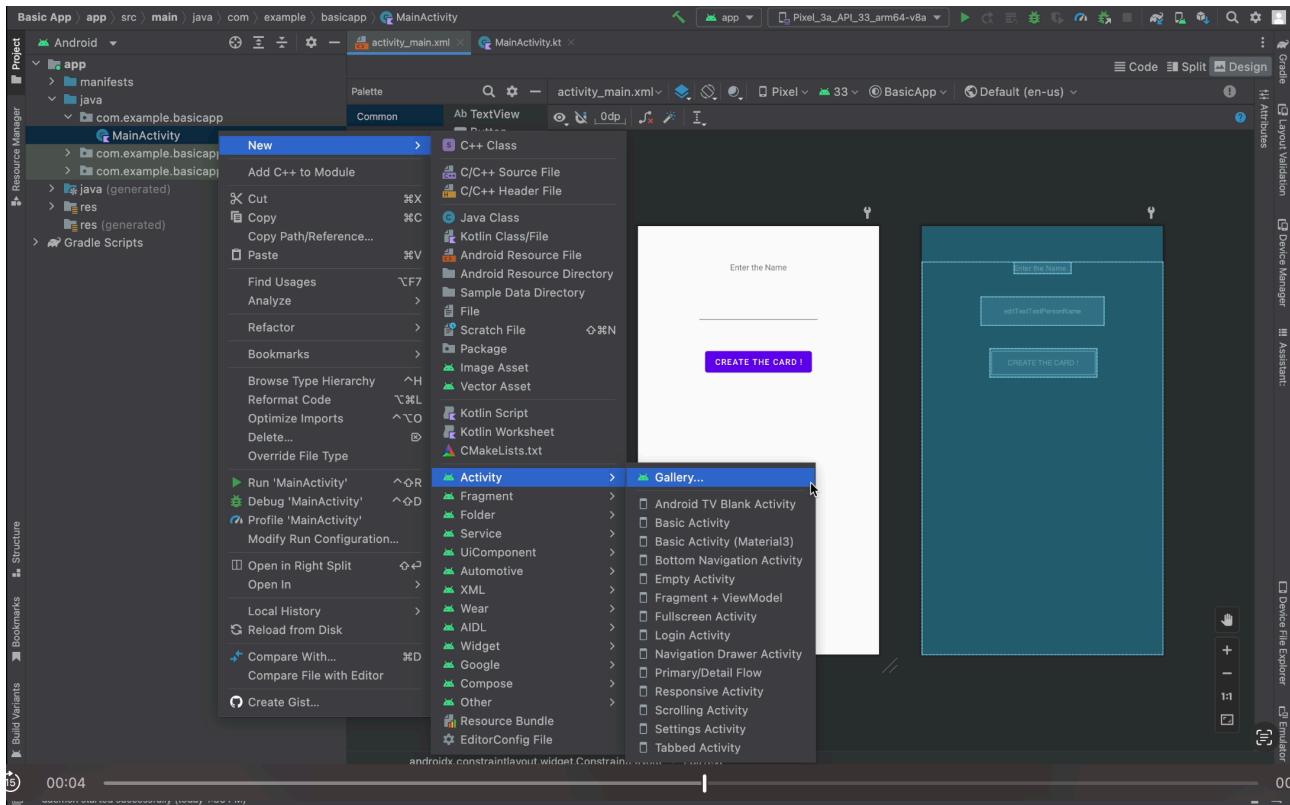 Basic App app src main java com example basicapp MainActivity
app Pixel_3a_API_33_arm64-v8a
Android
activity_main.xml MainActivity.kt
Code Split Design
Project
Resource Manager
Structure
Bookmarks
Build Variants
app
manifests
java
com.example.basicapp
MainActivity
com.example.basicap
com.example.basicap
java (generated)
res
res (generated)
Gradle Scripts
Palette
Common
Ab TextView
activity_main.xml Pixel 33 BasicApp Default (en-us)
0dp
New
Add C++ to Module
Cut ⌘X
Copy ⌘C
Copy Path/Reference...
Paste ⌘V
Find Usages ⌥F7
Analyze
Refactor
Bookmarks
Browse Type Hierarchy ^H
Reformat Code ⌥⌘L
Optimize Imports ^⌥O
Delete... ⌦
Override File Type
Run 'MainActivity' ^⇧R
Debug 'MainActivity' ^⇧D
Profile 'MainActivity'
Modify Run Configuration...
Open in Right Split ⇧⏎
Open In
Local History
Reload from Disk
Compare With... ⌘D
Compare File with Editor
Create Gist...
C++ Class
C/C++ Source File
C/C++ Header File
Java Class
Kotlin Class/File
Android Resource File
Android Resource Directory
Sample Data Directory
File
Scratch File ⇧⌘N
Package
Image Asset
Vector Asset
Kotlin Script
Kotlin Worksheet
CMakeLists.txt
Activity
Fragment
Folder
Service
UiComponent
Automotive
XML
Wear
AIDL
Widget
Google
Compose
Other
Resource Bundle
EditorConfig File
Gallery...
Android TV Blank Activity
Basic Activity
Basic Activity (Material3)
Bottom Navigation Activity
Empty Activity
Fragment + ViewModel
Fullscreen Activity
Login Activity
Navigation Drawer Activity
Primary/Detail Flow
Responsive Activity
Scrolling Activity
Settings Activity
Tabbed Activity
Enter the Name
CREATE THE CARD !
Enter the Name
editTextTextPersonName
CREATE THE CARD !
1:1
Gradle
Layout Validation
Device Manager
Assistant:
Device File Explorer
Emulator
Attributes
15
00:04